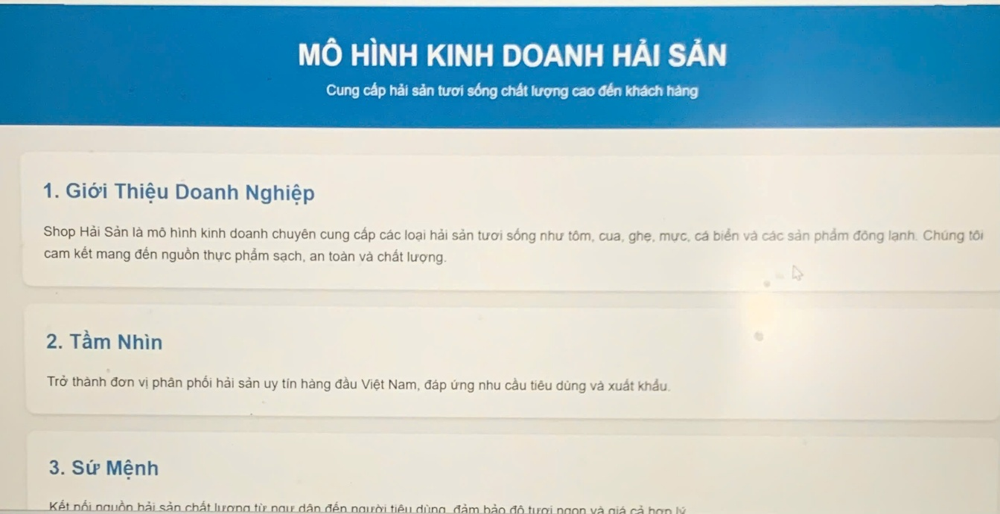 MÔ HÌNH KINH DOANH HẢI SẢN
Cung cấp hải sản tươi sống chất lượng cao đến khách hàng
1. Giới Thiệu Doanh Nghiệp
Shop Hải Sản là mô hình kinh doanh chuyên cung cấp các loại hải sản tươi sống như tôm, cua, ghẹ, mực, cá biển và các sản phẩm đông lạnh. Chúng tôi
cam kết mang đến nguồn thực phẩm sạch, an toàn và chất lượng.
2. Tầm Nhìn
Trở thành đơn vị phân phối hải sản uy tín hàng đầu Việt Nam, đáp ứng nhu cầu tiêu dùng và xuất khẩu.
3. Sứ Mệnh
Kết nối nguồn hải sản chất lượng từ ngư dân đến người tiêu dùng, đảm bảo độ tươi ngon và giá cả hợp lý